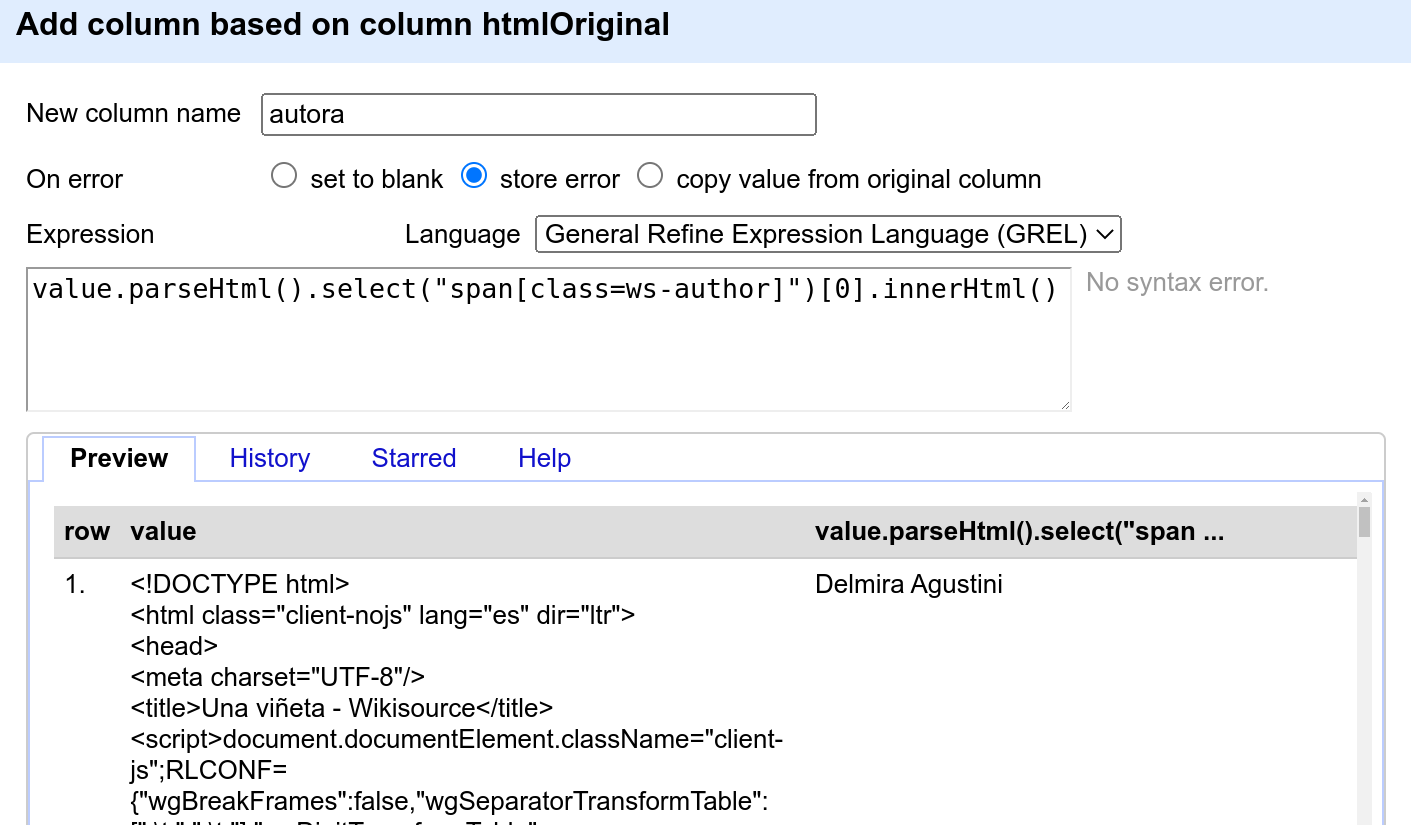 Add column based on column htmlOriginal
New column name autora
On error set to blank store error copy value from original column
Expression Language General Refine Expression Language (GREL)
value.parseHtml().select("span[class=ws-author]")[0].innerHtml() No syntax error.
Preview History Starred Help
row value value.parseHtml().select("span ...
1. <!DOCTYPE html> Delmira Agustini
<html class="client-nojs" lang="es" dir="ltr">
<head>
<meta charset="UTF-8"/>
<title>Una viñeta - Wikisource</title>
<script>document.documentElement.className="client-
js";RLCONF=
{"wgBreakFrames":false,"wgSeparatorTransformTable":